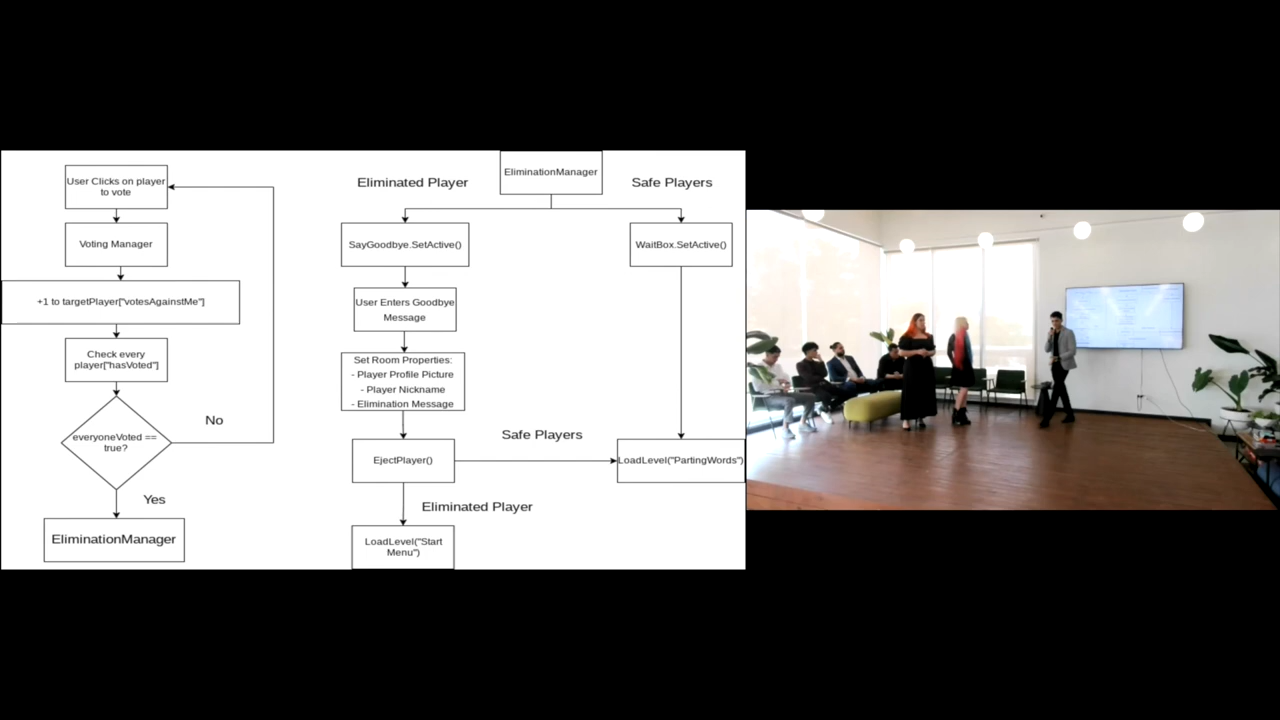 User Clicks on player
to vote
Voting Manager
+1 to targetPlayer["votesAgainstMe"]
Check every
player["hasVoted"]
No
everyoneVoted ==
true?
Yes
EliminationManager
EliminationManager
Eliminated Player
Safe Players
SayGoodbye.SetActive()
WaitBox.SetActive()
User Enters Goodbye
Message
Set Room Properties:
- Player Profile Picture
- Player Nickname
- Elimination Message
Safe Players
EjectPlayer()
LoadLevel("PartingWords")
Eliminated Player
LoadLevel("Start
Menu")